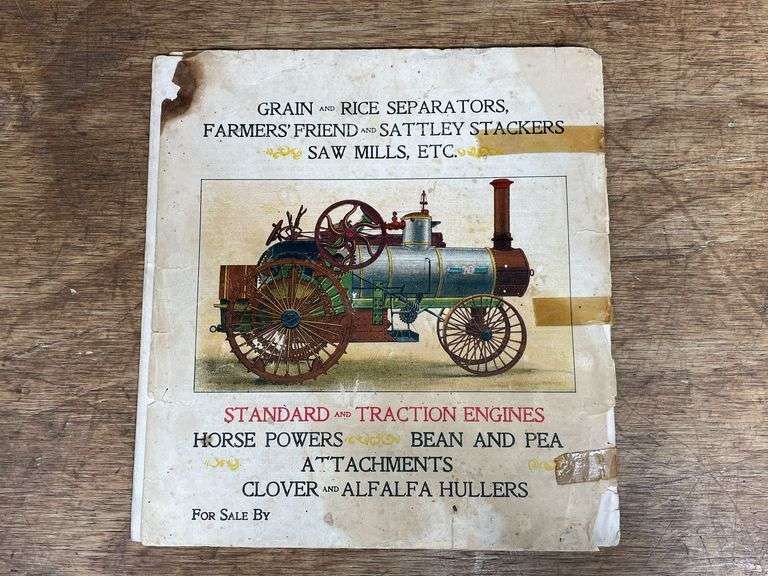 GRAIN AND RICE SEPARATORS,
FARMERS' FRIEND AND SATTLEY STACKERS
SAW MILLS, ETC.
STANDARD AND TRACTION ENGINES
HORSE POWERS BEAN AND PEA
ATTACHMENTS
CLOVER AND ALFALFA HULLERS
FOR SALE BY